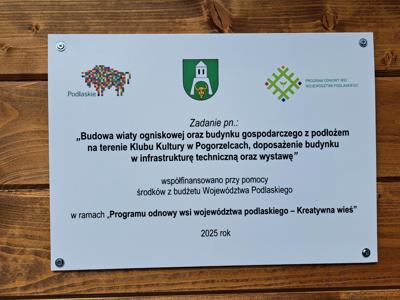 Podlaskie
PROGRAM ODNOWY WSI
WOJEWÓDZTWA PODLASKIEGO
Zadanie pn.:
„Budowa wiaty ogniskowej oraz budynku gospodarczego z podłożem
na terenie Klubu Kultury w Pogorzelcach, doposażenie budynku
w infrastrukturę techniczną oraz wystawę”
współfinansowano przy pomocy
środków z budżetu Województwa Podlaskiego
w ramach „Programu odnowy wsi województwa podlaskiego – Kreatywna wieś”
2025 rok